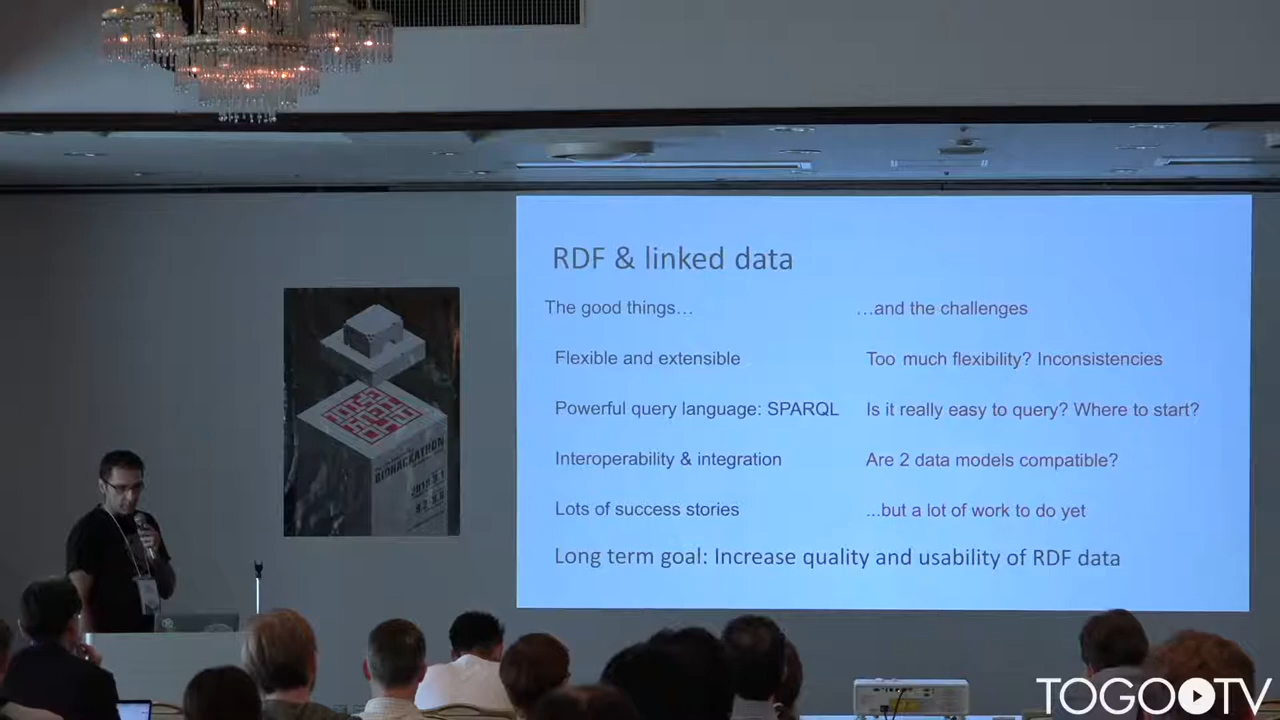 RDF & linked data
The good things…
…and the challenges
Flexible and extensible
Too much flexibility? Inconsistencies
Powerful query language: SPARQL
Is it really easy to query? Where to start?
Interoperability & integration
Are 2 data models compatible?
Lots of success stories
...but a lot of work to do yet
Long term goal: Increase quality and usability of RDF data
BIOHACKATHON
TOGOTV